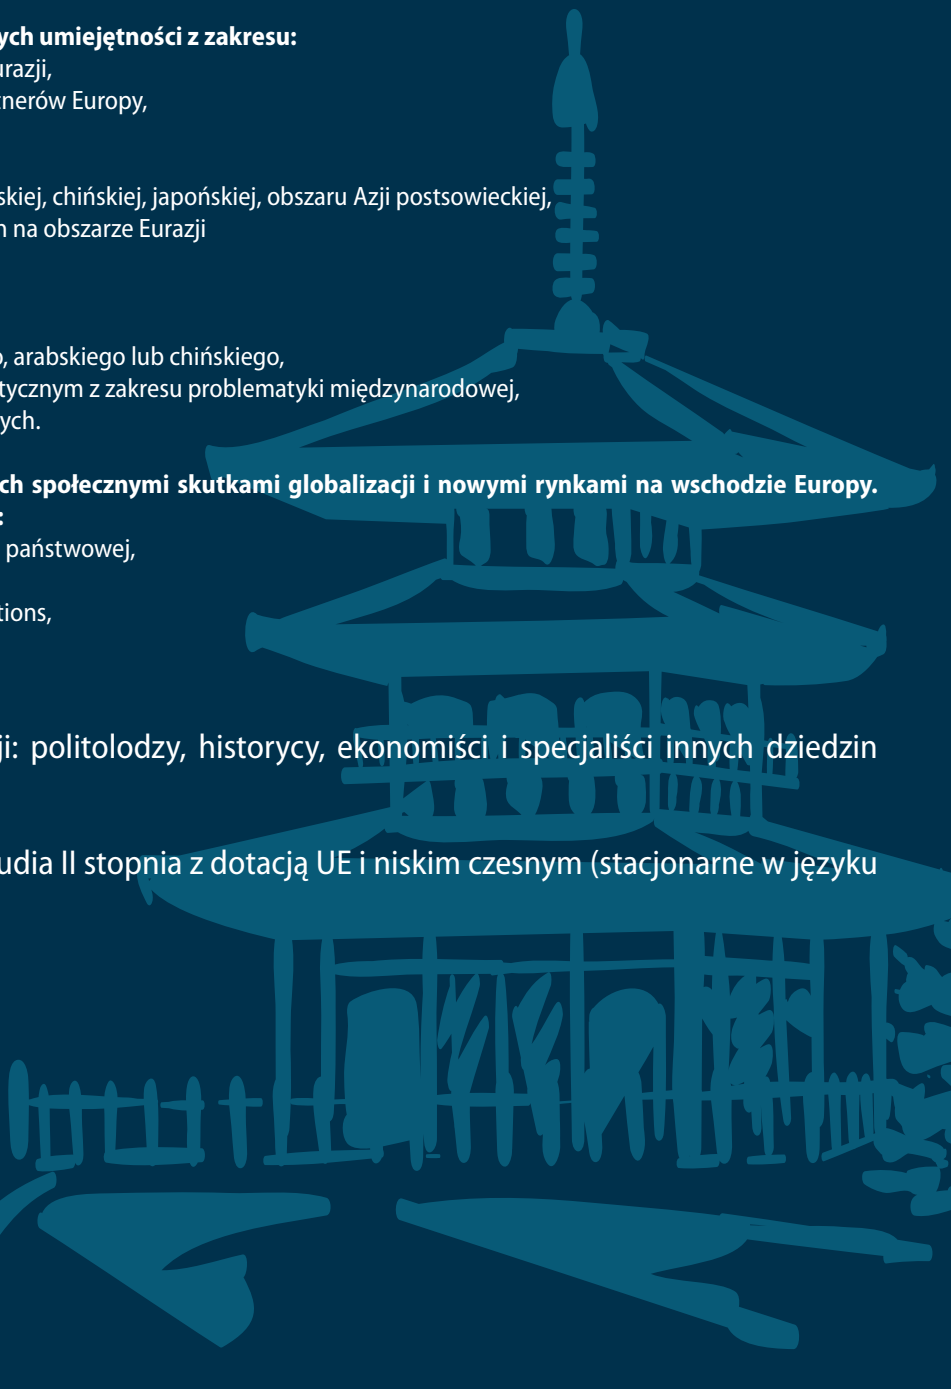 ych umiejętności z zakresu:
urazji,
tnerów Europy,
skiej, chińskiej, japońskiej, obszaru Azji postsowieckiej,
h na obszarze Eurazji
o, arabskiego lub chińskiego,
tycznym z zakresu problematyki międzynarodowej,
ych.
ch społecznymi skutkami globalizacji i nowymi rynkami na wschodzie Europy.
:
państwowej,
tions,
ji: politolodzy, historycy, ekonomiści i specjaliści innych dziedzin
udia II stopnia z dotacją UE i niskim czesnym (stacjonarne w języku